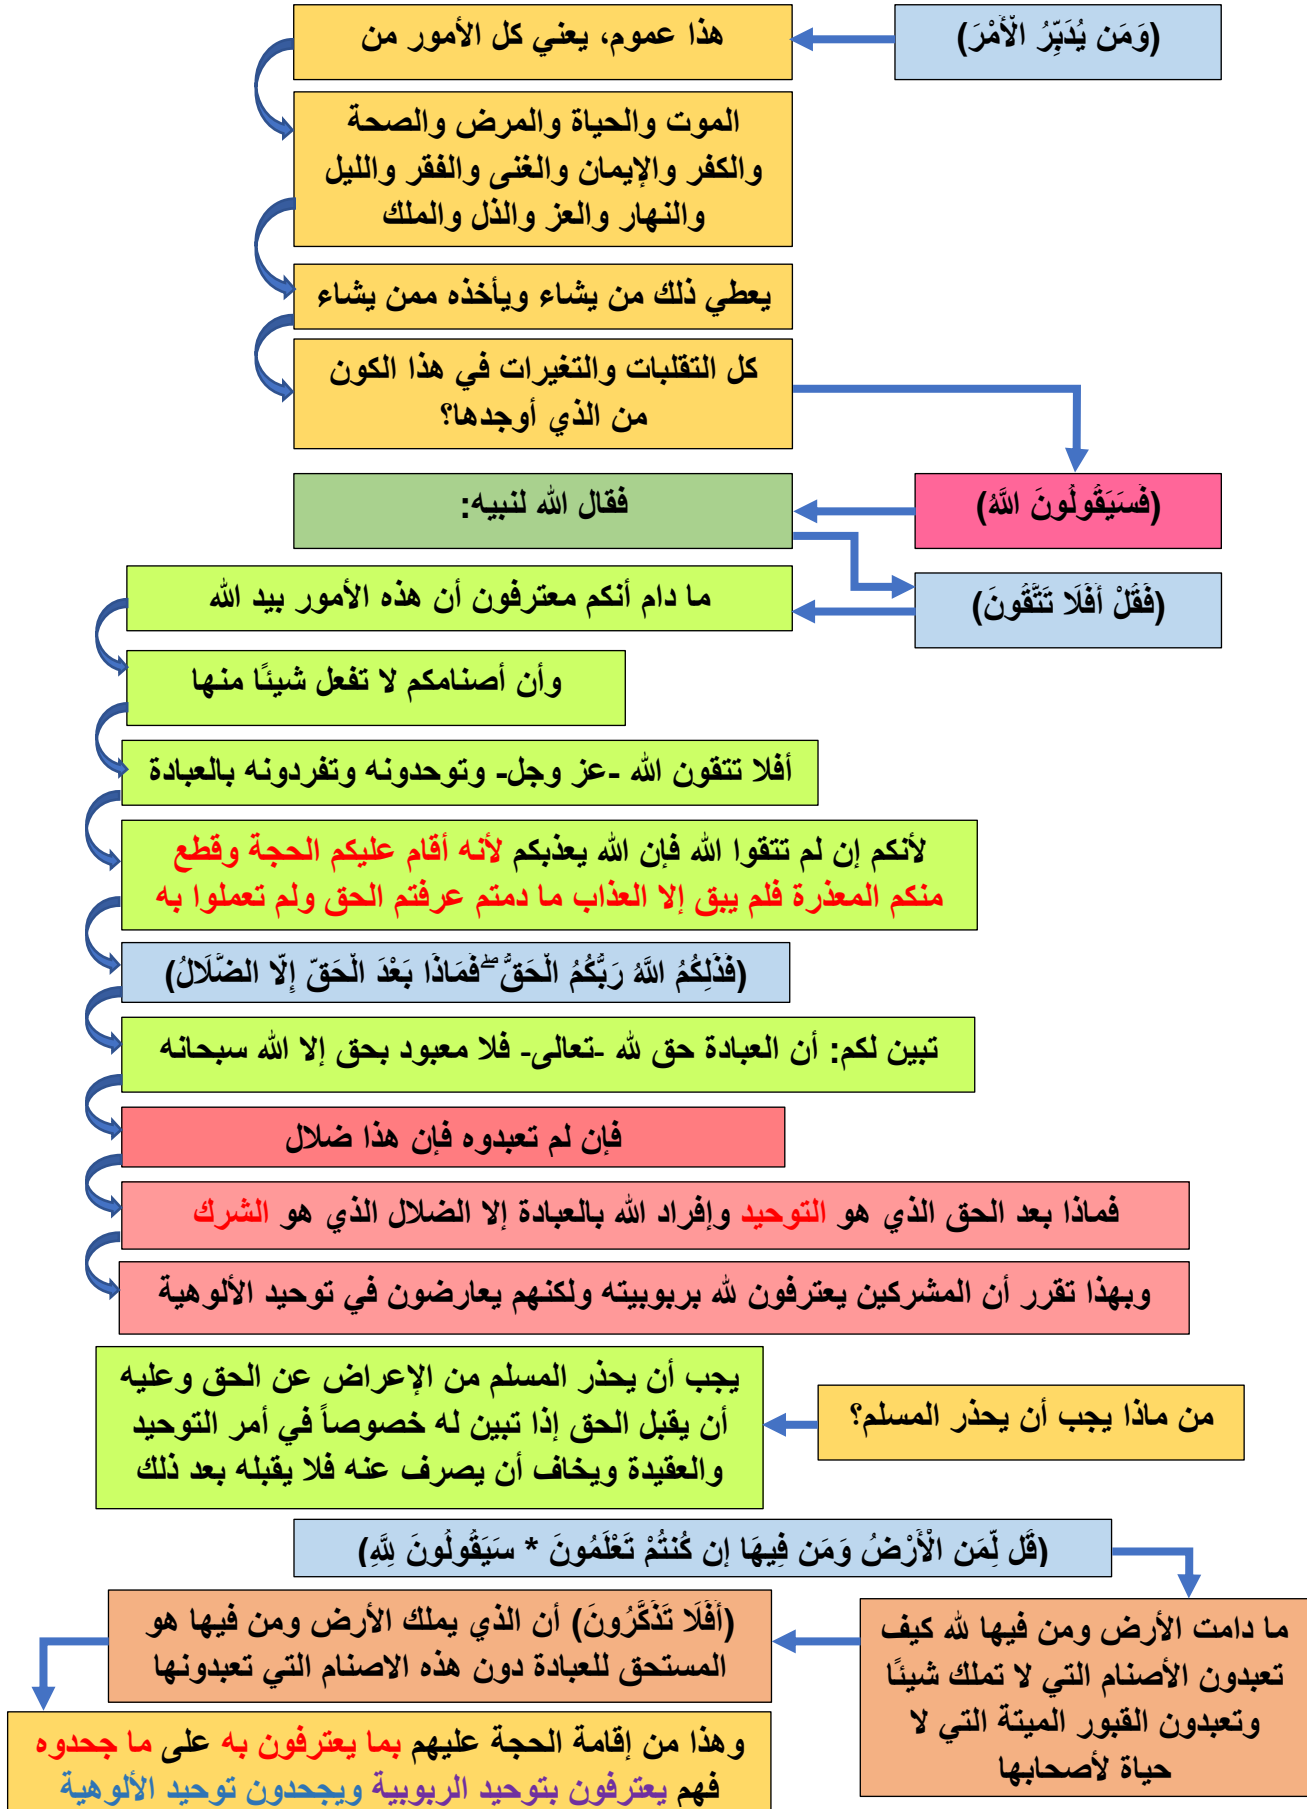 (وَمَن يُدَبِّرُ الْأَمْرَ)
هذا عموم، يعني كل الأمور من
الموت والحياة والمرض والصحة
والكفر والإيمان والغنى والفقر والليل
والنهار والعز والذل والملك
يعطي ذلك من يشاء ويأخذه ممن يشاء
كل التقلبات والتغيرات في هذا الكون
من الذي أوجدها؟
(فَسَيَقُولُونَ اللَّهُ)
فقال الله لنبيه:
(فَقُلْ أَفَلَا تَتَّقُونَ)
ما دام أنكم معترفون أن هذه الأمور بيد الله
وأن أصنامكم لا تفعل شيئًا منها
أفلا تتقون الله -عز وجل- وتوحدونه وتفردونه بالعبادة
لأنكم إن لم تتقوا الله فإن الله يعذبكم لأنه أقام عليكم الحجة وقطع
منكم المعذرة فلم يبق إلا العذاب ما دمتم عرفتم الحق ولم تعملوا به
(فَذَلِكُمُ اللَّهُ رَبُّكُمُ الْحَقُّ ۖ فَمَاذَا بَعْدَ الْحَقِّ إِلَّا الضَّلَالُ)
تبين لكم: أن العبادة حق لله -تعالى- فلا معبود بحق إلا الله سبحانه
فإن لم تعبدوه فإن هذا ضلال
فماذا بعد الحق الذي هو التوحيد وإفراد الله بالعبادة إلا الضلال الذي هو الشرك
وبهذا تقرر أن المشركين يعترفون لله بربوبيته ولكنهم يعارضون في توحيد الألوهية
من ماذا يجب أن يحذر المسلم؟
يجب أن يحذر المسلم من الإعراض عن الحق وعليه
أن يقبل الحق إذا تبين له خصوصاً في أمر التوحيد
والعقيدة ويخاف أن يصرف عنه فلا يقبله بعد ذلك
(قُل لِّمَن الْأَرْضُ وَمَن فِيهَا إِن كُنتُمْ تَعْلَمُونَ * سَيَقُولُونَ لِلَّهِ)
ما دامت الأرض ومن فيها لله كيف
تعبدون الأصنام التي لا تملك شيئًا
وتعبدون القبور الميتة التي لا
حياة لأصحابها
(أَفَلَا تَذَكَّرُونَ) أن الذي يملك الأرض ومن فيها هو
المستحق للعبادة دون هذه الاصنام التي تعبدونها
وهذا من إقامة الحجة عليهم بما يعترفون به على ما جحدوه
فهم يعترفون بتوحيد الربوبية ويجحدون توحيد الألوهية